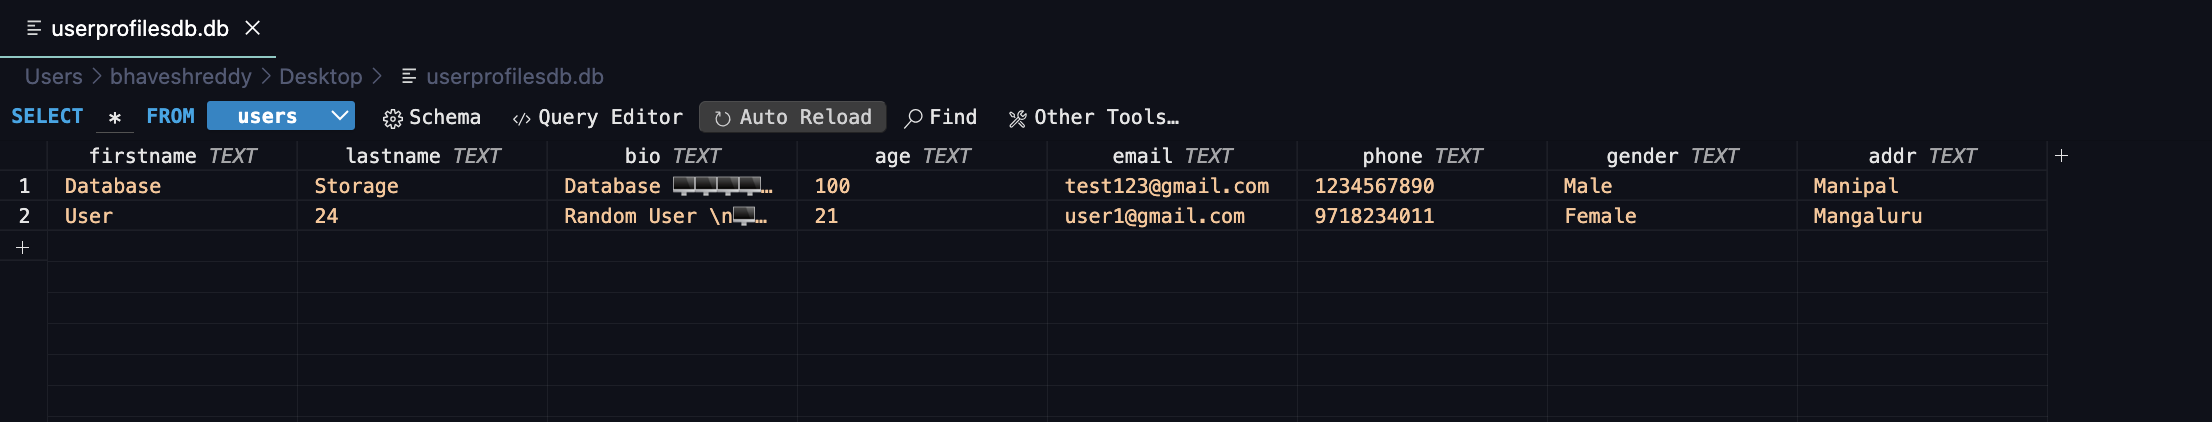 userprofilesdb.db
Users > bhaveshreddy > Desktop > userprofilesdb.db
SELECT * FROM users Schema Query Editor Auto Reload Find Other Tools…
firstname TEXT lastname TEXT bio TEXT age TEXT email TEXT phone TEXT gender TEXT addr TEXT +
1 Database Storage Database 🖥️🖥️🖥️🖥️… 100 test123@gmail.com 1234567890 Male Manipal
2 User 24 Random User \n🖥️… 21 user1@gmail.com 9718234011 Female Mangaluru
+